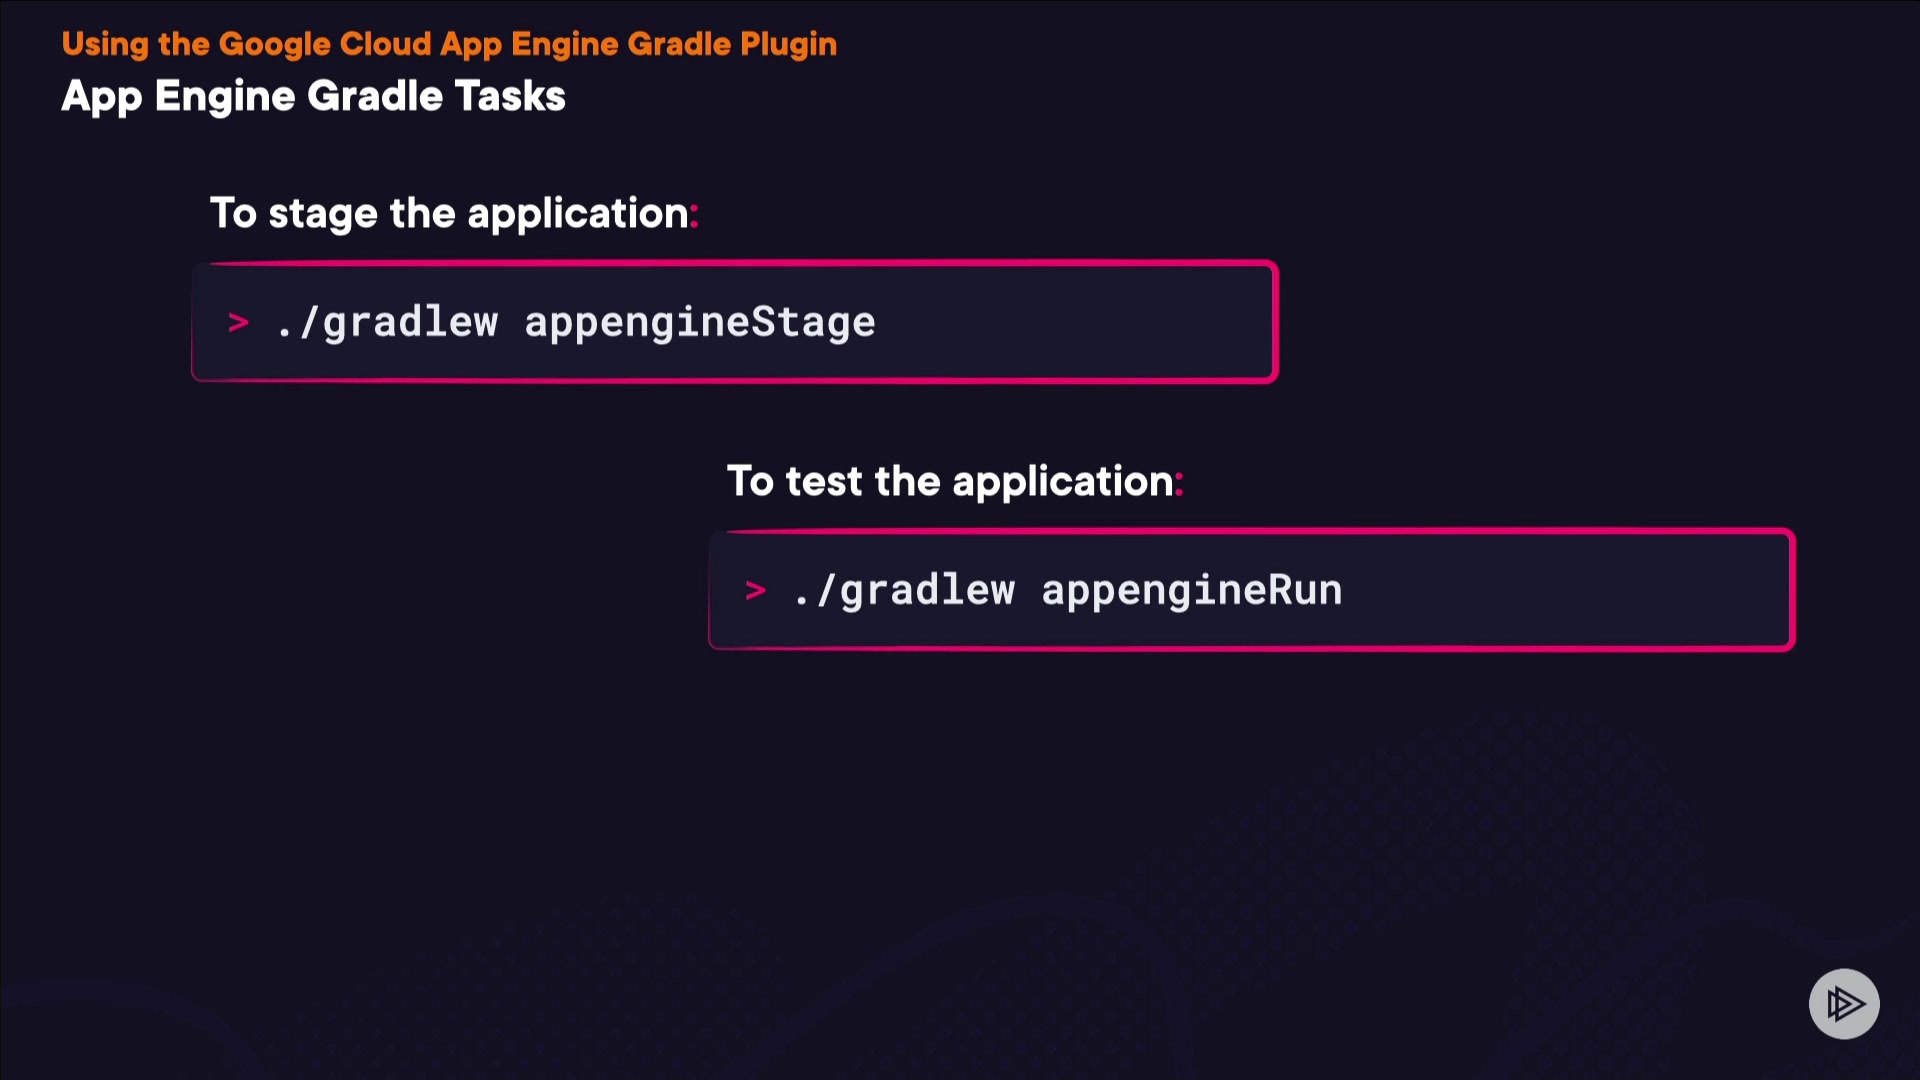 Using the Google Cloud App Engine Gradle Plugin
App Engine Gradle Tasks
To stage the application:
> ./gradlew appengineStage
To test the application:
> ./gradlew appengineRun